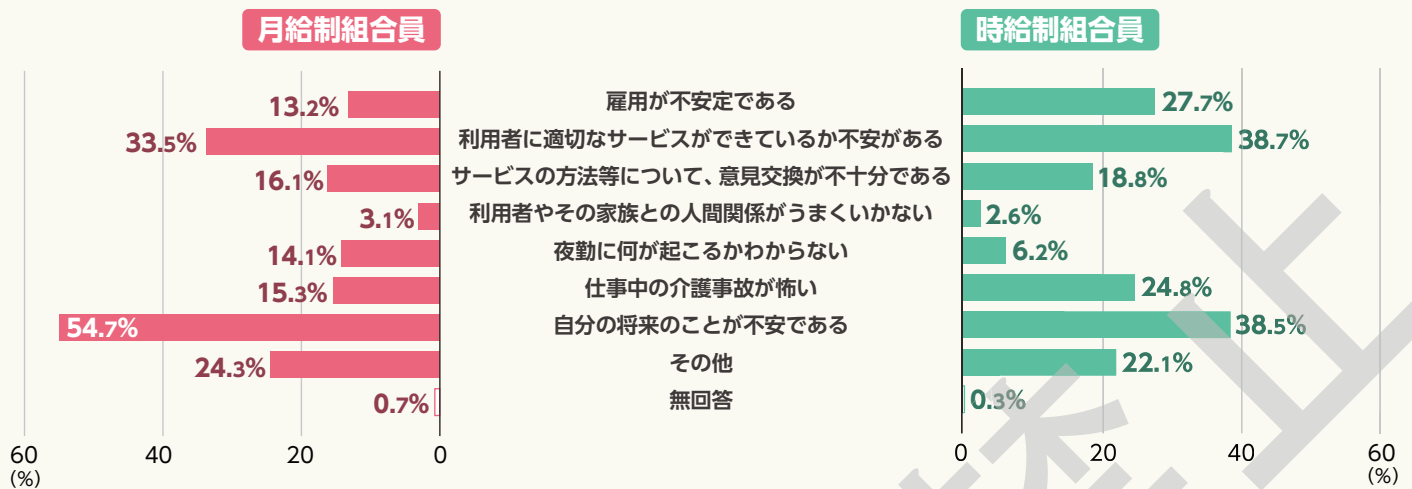 月給制組合員
時給制組合員
13.2% 雇用が不安定である 27.7%
33.5% 利用者に適切なサービスができているか不安がある 38.7%
16.1% サービスの方法等について、意見交換が不十分である 18.8%
3.1% 利用者やその家族との人間関係がうまくいかない 2.6%
14.1% 夜勤に何が起こるかわからない 6.2%
15.3% 仕事中の介護事故が怖い 24.8%
54.7% 自分の将来のことが不安である 38.5%
24.3% その他 22.1%
0.7% 無回答 0.3%
60 40 20 0 0 20 40 60
(%) (%)
止